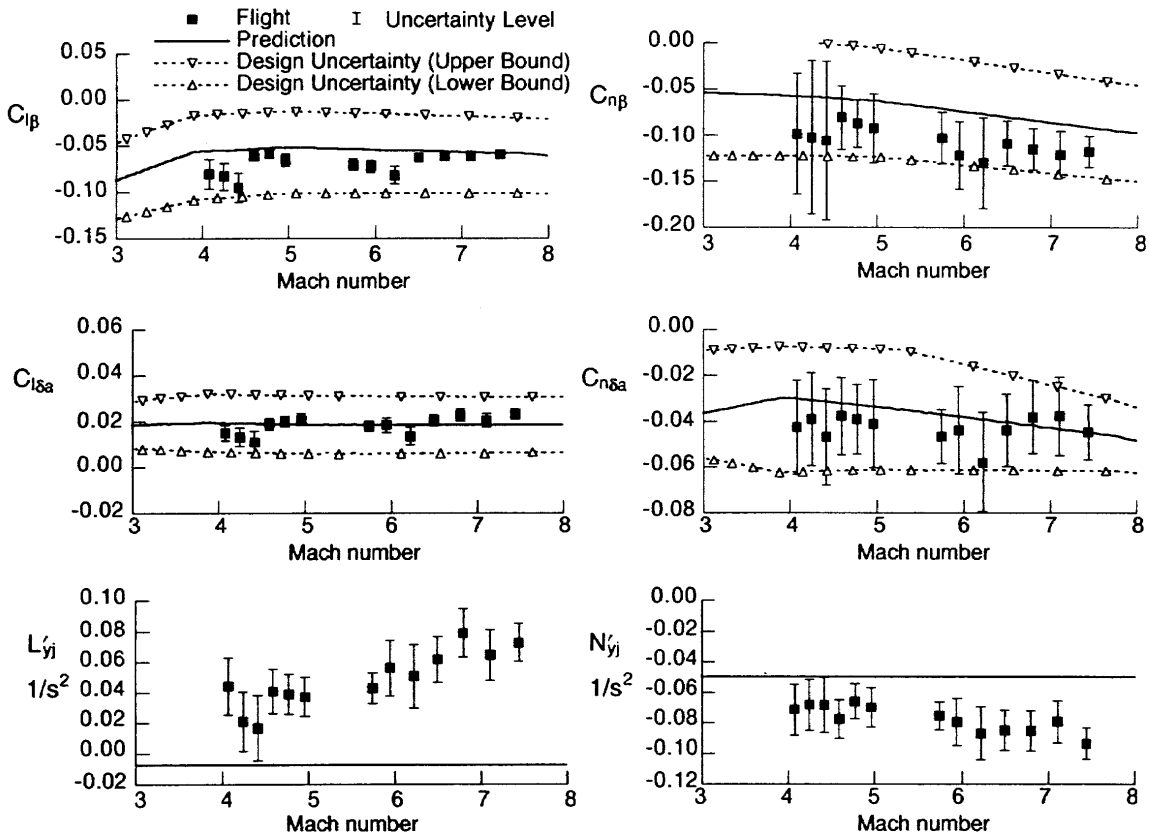 Flight
Uncertainty Level
Prediction
Design Uncertainty (Upper Bound)
Design Uncertainty (Lower Bound)
0.05
0.00
-0.05
-0.10
-0.15
Clβ
3 4 5 6 7 8
Mach number
0.00
-0.05
-0.10
-0.15
-0.20
Cnβ
3 4 5 6 7 8
Mach number
0.06
0.04
0.02
0.00
-0.02
Clδa
3 4 5 6 7 8
Mach number
0.00
-0.02
-0.04
-0.06
-0.08
Cnδa
3 4 5 6 7 8
Mach number
0.10
0.08
0.06
0.04
0.02
0.00
-0.02
L′yj
1/s²
3 4 5 6 7 8
Mach number
0.00
-0.02
-0.04
-0.06
-0.08
-0.10
-0.12
N′yj
1/s²
3 4 5 6 7 8
Mach number